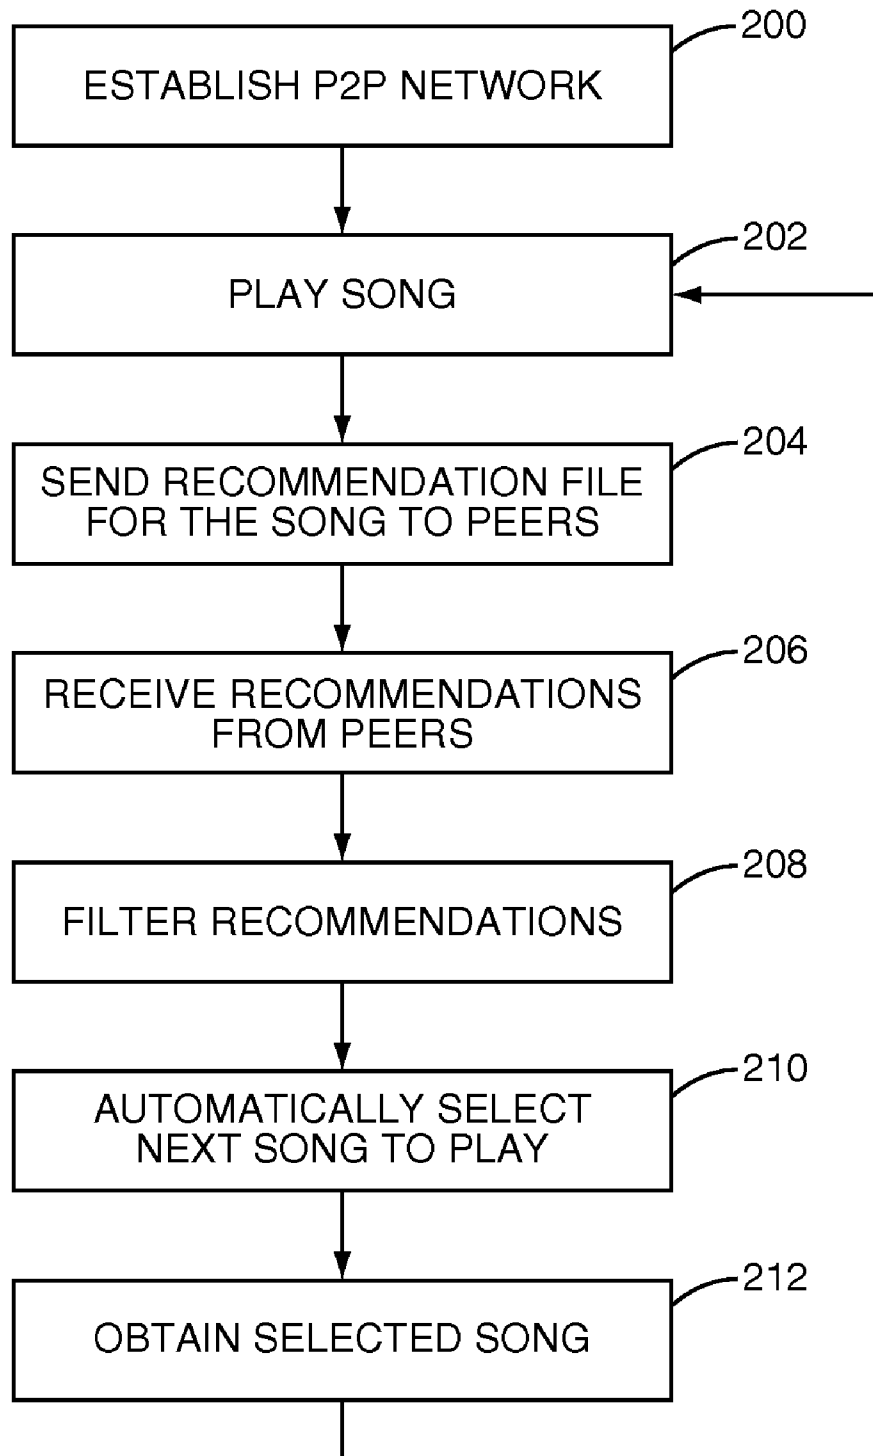 200
ESTABLISH P2P NETWORK
202
PLAY SONG
204
SEND RECOMMENDATION FILE
FOR THE SONG TO PEERS
206
RECEIVE RECOMMENDATIONS
FROM PEERS
208
FILTER RECOMMENDATIONS
210
AUTOMATICALLY SELECT
NEXT SONG TO PLAY
212
OBTAIN SELECTED SONG